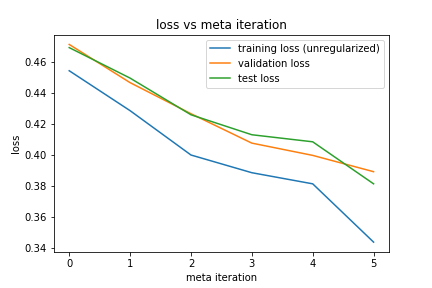 loss vs meta iteration
training loss (unregularized)
validation loss
test loss
loss
0.46
0.44
0.42
0.40
0.38
0.36
0.34
0 1 2 3 4 5
meta iteration